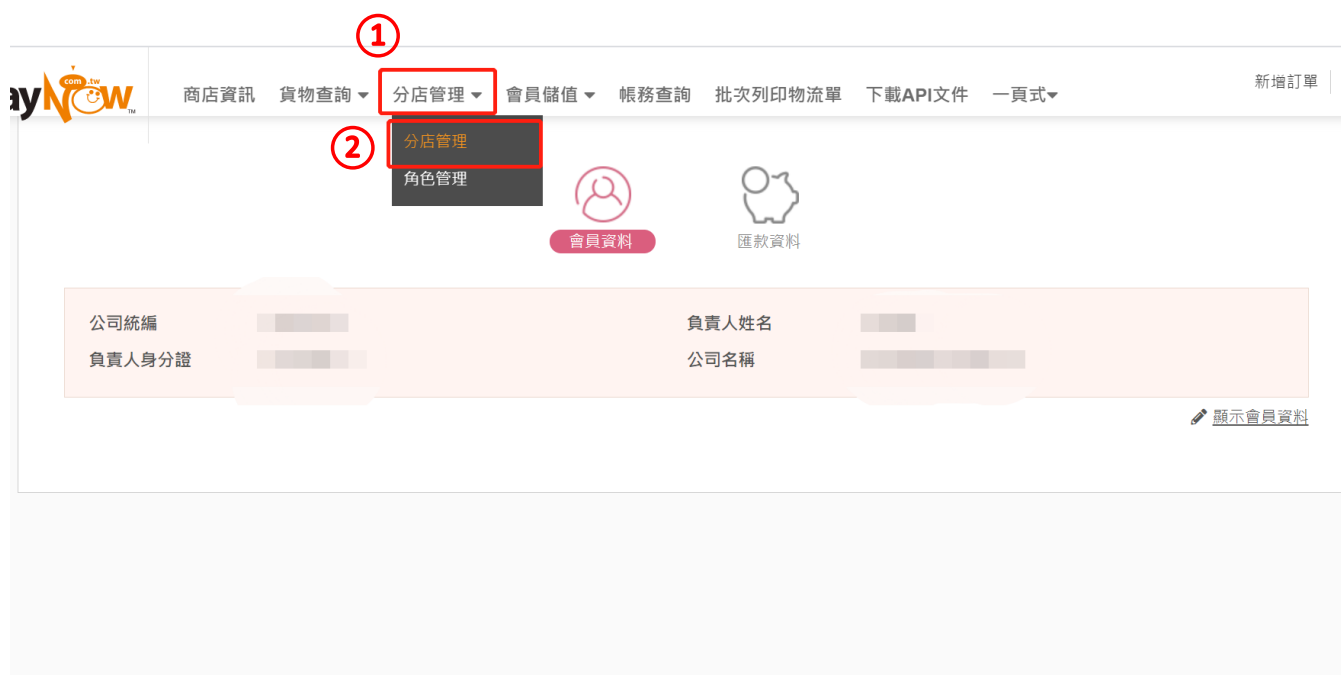 ①
com.tw
ayNOW™
商店資訊 貨物查詢 分店管理 會員儲值 帳務查詢 批次列印物流單 下載API文件 一頁式 新增訂單
②
分店管理
角色管理
會員資料 匯款資料
公司統編 負責人姓名
負責人身分證 公司名稱
顯示會員資料